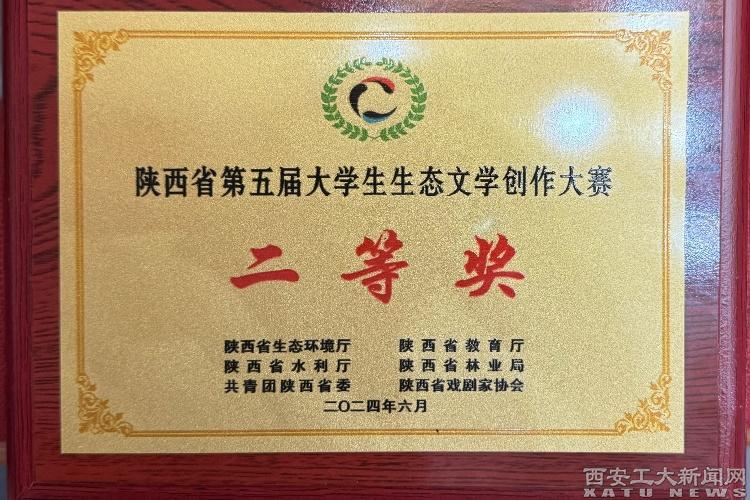 陕西省第五届大学生生态文学创作大赛
二等奖
陕西省生态环境厅 陕西省教育厅
陕西省水利厅 陕西省林业局
共青团陕西省委 陕西省戏剧家协会
二〇二四年六月
西安工大新闻网
XATU NEWS